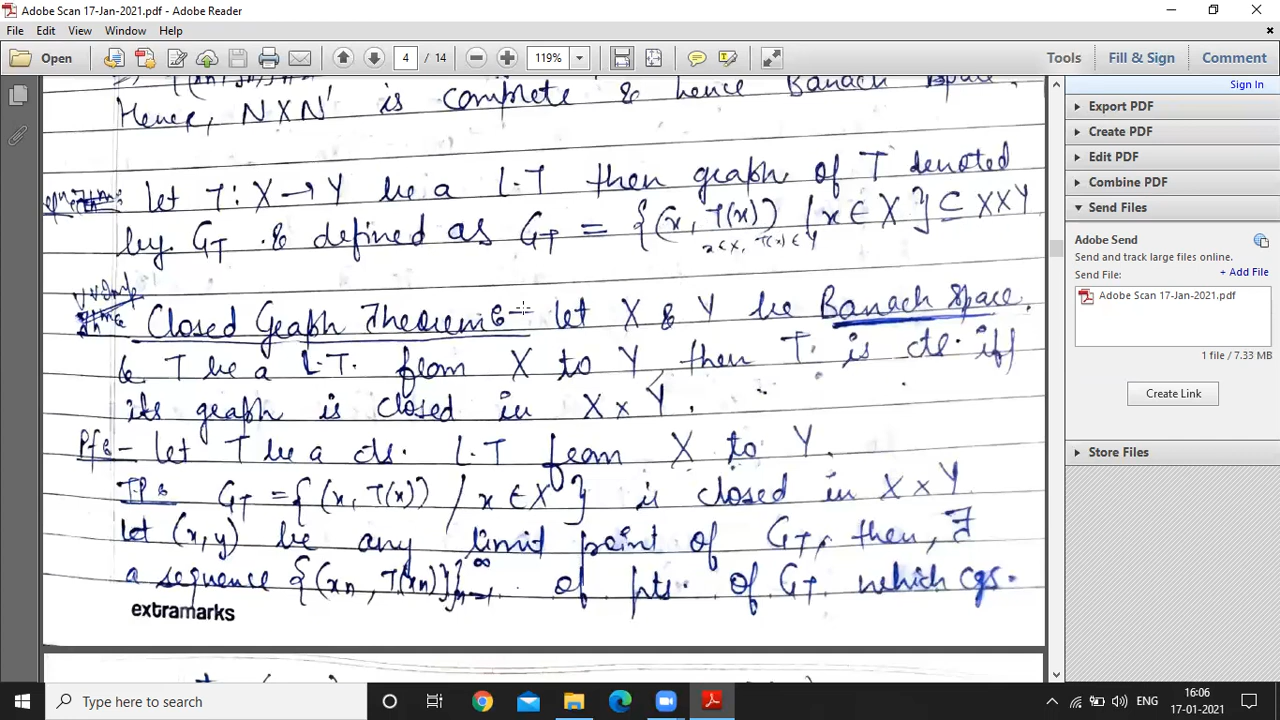 Adobe Scan 17-Jan-2021.pdf - Adobe Reader
File Edit View Window Help
Open 4 / 14 119% Tools Fill & Sign Comment
Hence, N X N' is complete & hence Banach Space.
let T: X → Y be a L.T then graph of T denoted
by G_T & defined as G_T = {(x, T(x)) / x ∈ X} ⊆ X X Y
x ∈ X, T(x) ∈ Y
Closed Graph Theorem :- let X & Y be Banach Space.
& T be a L.T. from X to Y, then T is cts. iff
its graph is closed in X x Y.
Pf :- let T be a cts. L.T from X to Y.
T.P : G_T = {(x, T(x)) / x ∈ X} is closed in X x Y
let (x,y) be any limit point of G_T, then, ∃
a sequence {(xn, T(xn)}∞n=1 of pts. of G_T which cgs.
extramarks
Sign In
Export PDF
Create PDF
Edit PDF
Combine PDF
Send Files
Adobe Send
Send and track large files online.
Send File: + Add File
Adobe Scan 17-Jan-2021.pdf
1 file / 7.33 MB
Create Link
Store Files
Type here to search
ENG
16:06
17-01-2021